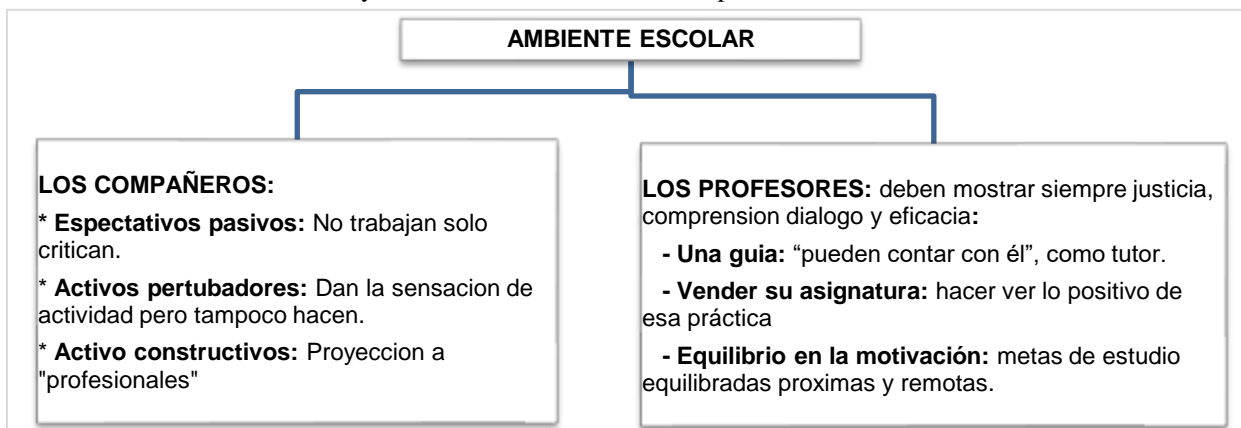 y
AMBIENTE ESCOLAR
LOS COMPAÑEROS:
* Espectativos pasivos: No trabajan solo
critican.
* Activos pertubadores: Dan la sensacion de
actividad pero tampoco hacen.
* Activo constructivos: Proyeccion a
"profesionales"
LOS PROFESORES: deben mostrar siempre justicia,
comprension dialogo y eficacia:
- Una guia: “pueden contar con él”, como tutor.
- Vender su asignatura: hacer ver lo positivo de
esa práctica
- Equilibrio en la motivación: metas de estudio
equilibradas proximas y remotas.